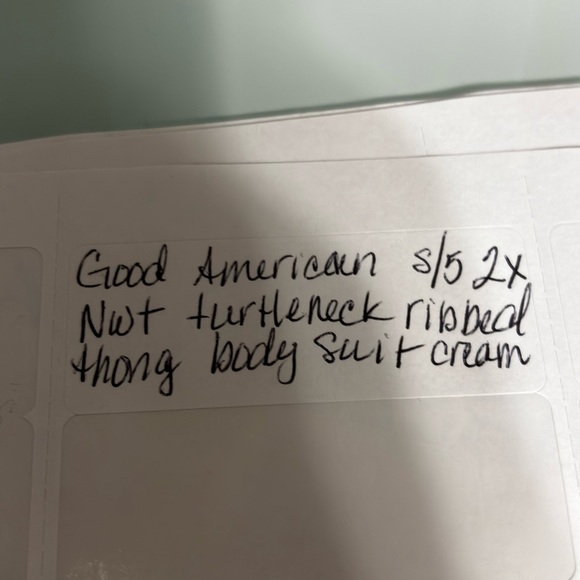 Good American S/5 2x
Nwt turtleneck ribbed
thong body suit cream